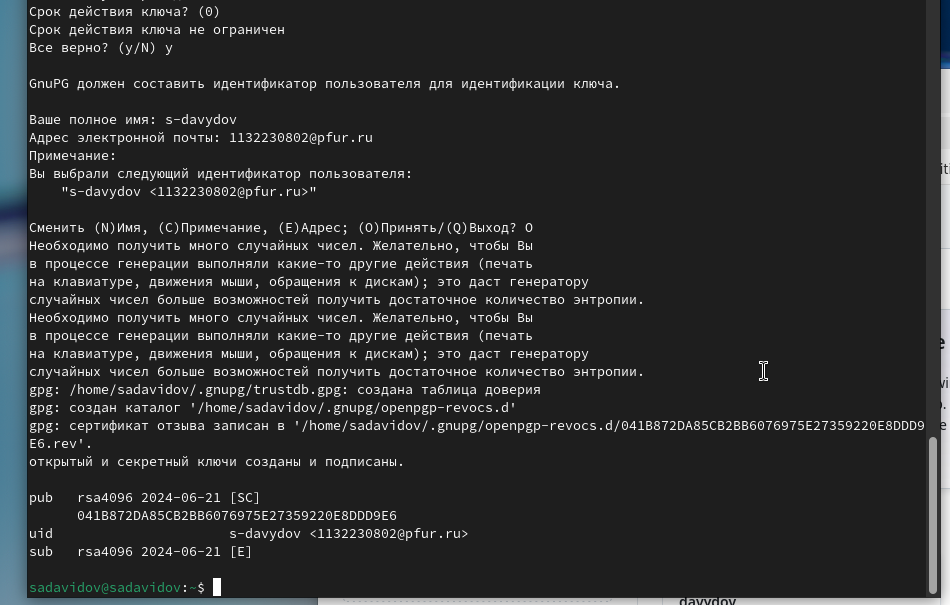 Срок действия ключа? (0)
Срок действия ключа не ограничен
Все верно? (y/N) y
GnuPG должен составить идентификатор пользователя для идентификации ключа.
Ваше полное имя: s-davydov
Адрес электронной почты: 1132230802@pfur.ru
Примечание:
Вы выбрали следующий идентификатор пользователя:
"s-davydov <1132230802@pfur.ru>"
Сменить (N)Имя, (C)Примечание, (E)Адрес; (O)Принять/(Q)Выход? O
Необходимо получить много случайных чисел. Желательно, чтобы Вы
в процессе генерации выполняли какие-то другие действия (печать
на клавиатуре, движения мыши, обращения к дискам); это даст генератору
случайных чисел больше возможностей получить достаточное количество энтропии.
Необходимо получить много случайных чисел. Желательно, чтобы Вы
в процессе генерации выполняли какие-то другие действия (печать
на клавиатуре, движения мыши, обращения к дискам); это даст генератору
случайных чисел больше возможностей получить достаточное количество энтропии.
gpg: /home/sadavidov/.gnupg/trustdb.gpg: создана таблица доверия
gpg: создан каталог '/home/sadavidov/.gnupg/openpgp-revocs.d'
gpg: сертификат отзыва записан в '/home/sadavidov/.gnupg/openpgp-revocs.d/041B872DA85CB2BB6076975E27359220E8DDD9
E6.rev'.
открытый и секретный ключи созданы и подписаны.
pub   rsa4096 2024-06-21 [SC]
041B872DA85CB2BB6076975E27359220E8DDD9E6
uid                      s-davydov <1132230802@pfur.ru>
sub   rsa4096 2024-06-21 [E]
sadavidov@sadavidov:~$
davydov